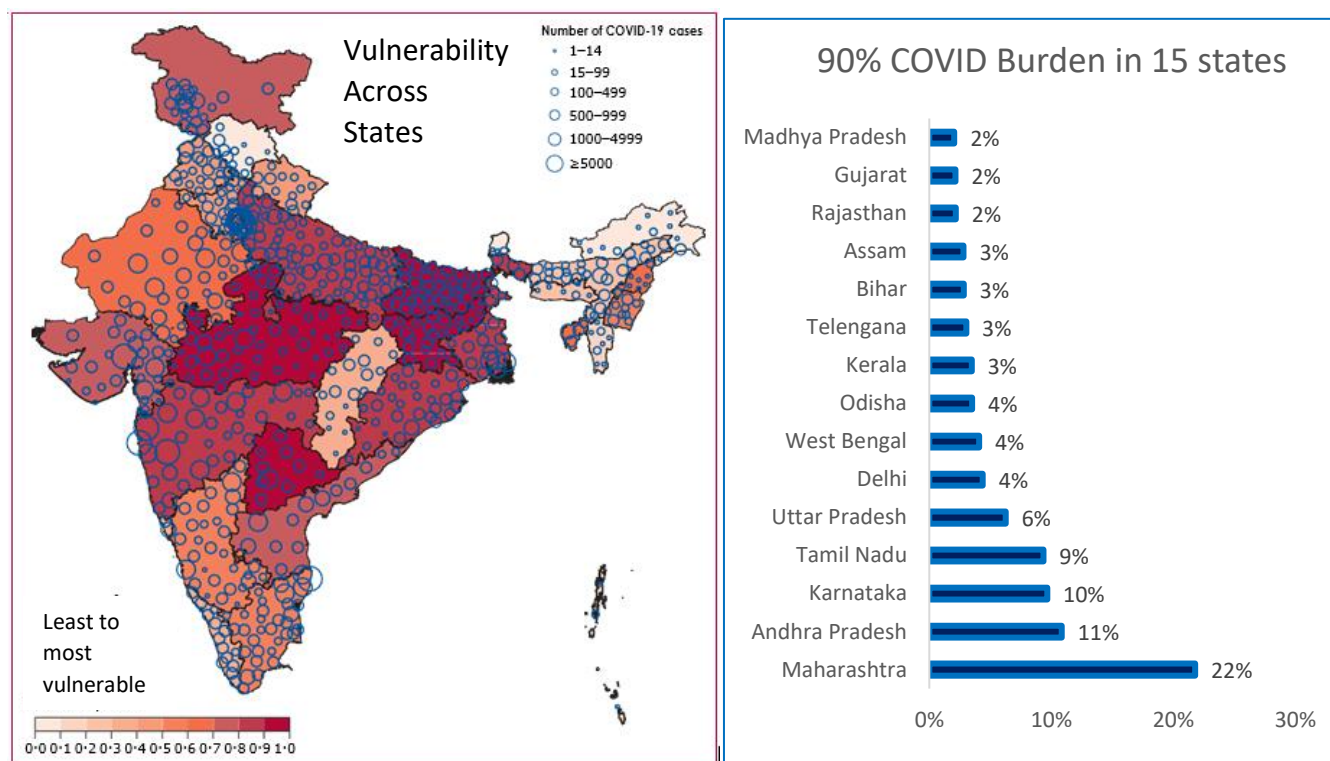 Vulnerability
Across
States
Number of COVID-19 cases
1–14
15–99
100–499
500–999
1000–4999
≥5000
Least to
most
vulnerable
0·0 0·1 0·2 0·3 0·4 0·5 0·6 0·7 0·8 0·9 1·0
90% COVID Burden in 15 states
Madhya Pradesh 2%
Gujarat 2%
Rajasthan 2%
Assam 3%
Bihar 3%
Telengana 3%
Kerala 3%
Odisha 4%
West Bengal 4%
Delhi 4%
Uttar Pradesh 6%
Tamil Nadu 9%
Karnataka 10%
Andhra Pradesh 11%
Maharashtra 22%
0% 10% 20% 30%